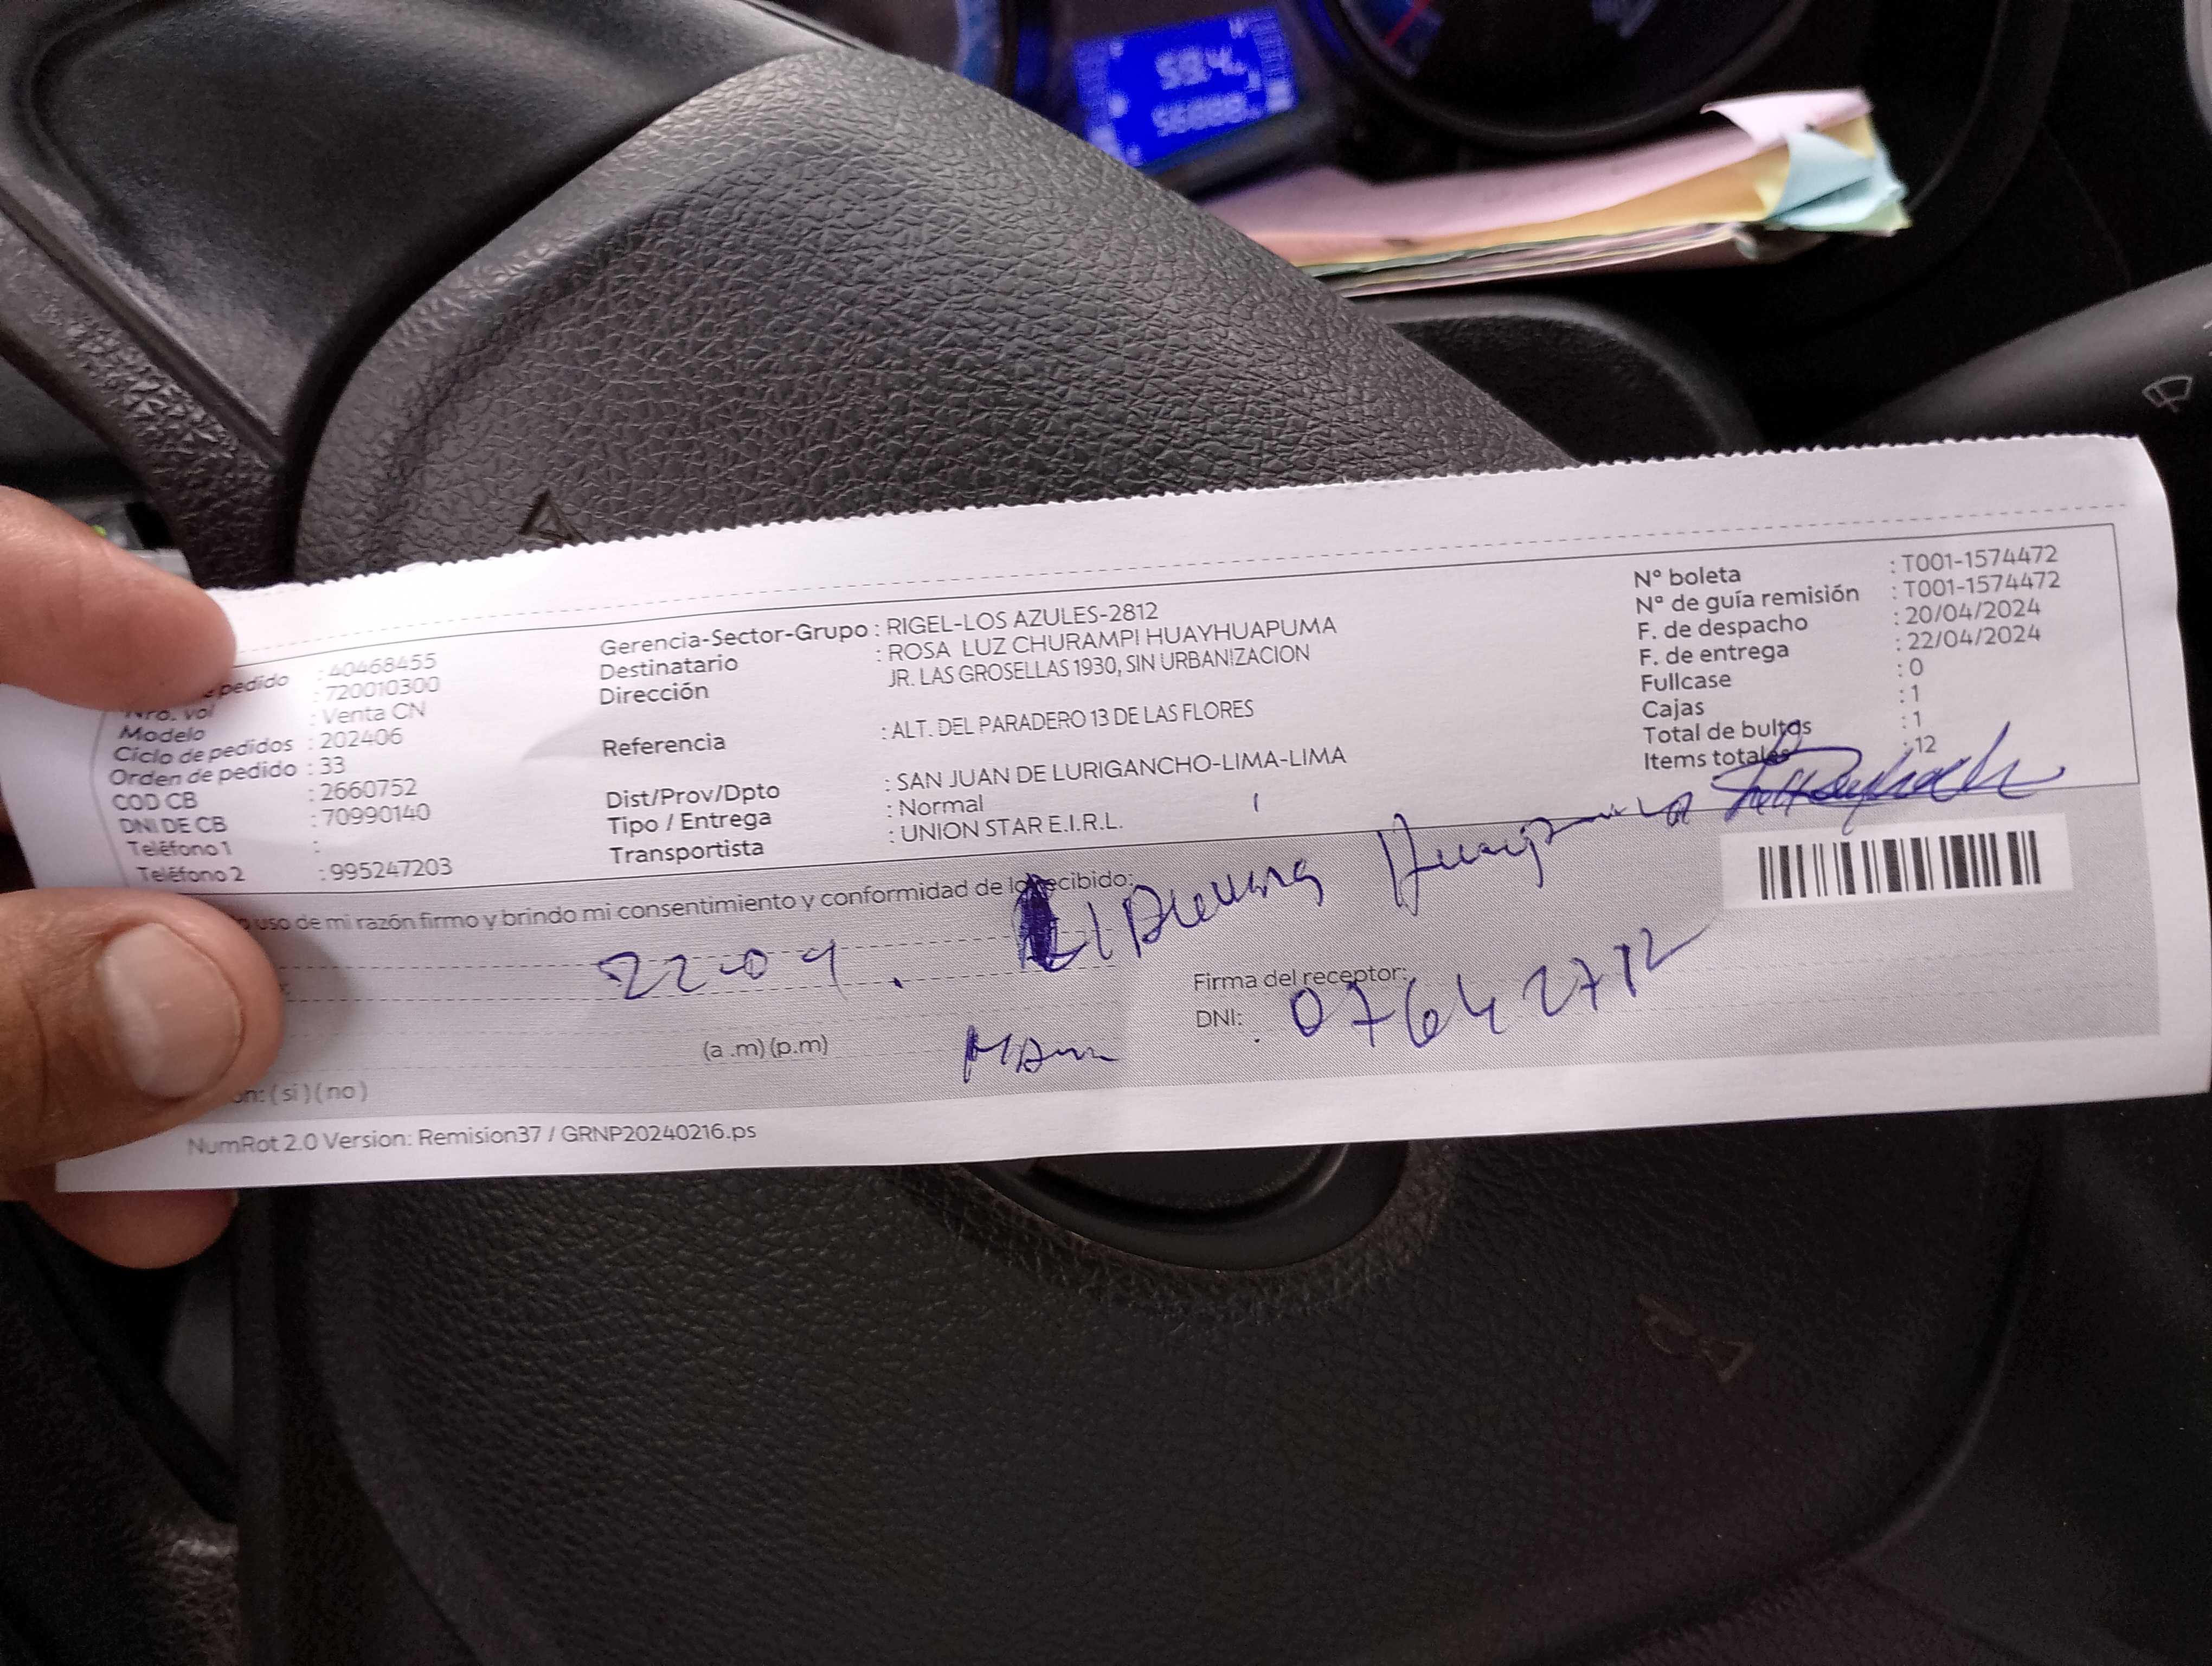 e pedido : 40468455
Nro. vol : 720010300
Modelo : Venta CN
Ciclo de pedidos : 202406
Orden de pedido : 33
COD CB : 2660752
DNI DE CB : 70990140
Teléfono 1 :
Teléfono 2 : 995247203
Gerencia-Sector-Grupo : RIGEL-LOS AZULES-2812
Destinatario : ROSA LUZ CHURAMPI HUAYHUAPUMA
Dirección JR. LAS GROSELLAS 1930, SIN URBANIZACION
Referencia : ALT. DEL PARADERO 13 DE LAS FLORES
Dist/Prov/Dpto : SAN JUAN DE LURIGANCHO-LIMA-LIMA
Tipo / Entrega : Normal
Transportista : UNION STAR E.I.R.L.
N° boleta : T001-1574472
N° de guía remisión : T001-1574472
F. de despacho : 20/04/2024
F. de entrega : 22/04/2024
Fullcase : 0
Cajas : 1
Total de bultos : 1
Items totales : 12
uso de mi razón firmo y brindo mi consentimiento y conformidad de lo recibido:
22-04
Firma del receptor:
DNI: 07642712
(a .m) (p.m)
ón: ( si ) ( no )
NumRot 2.0 Version: Remision37 / GRNP20240216.ps